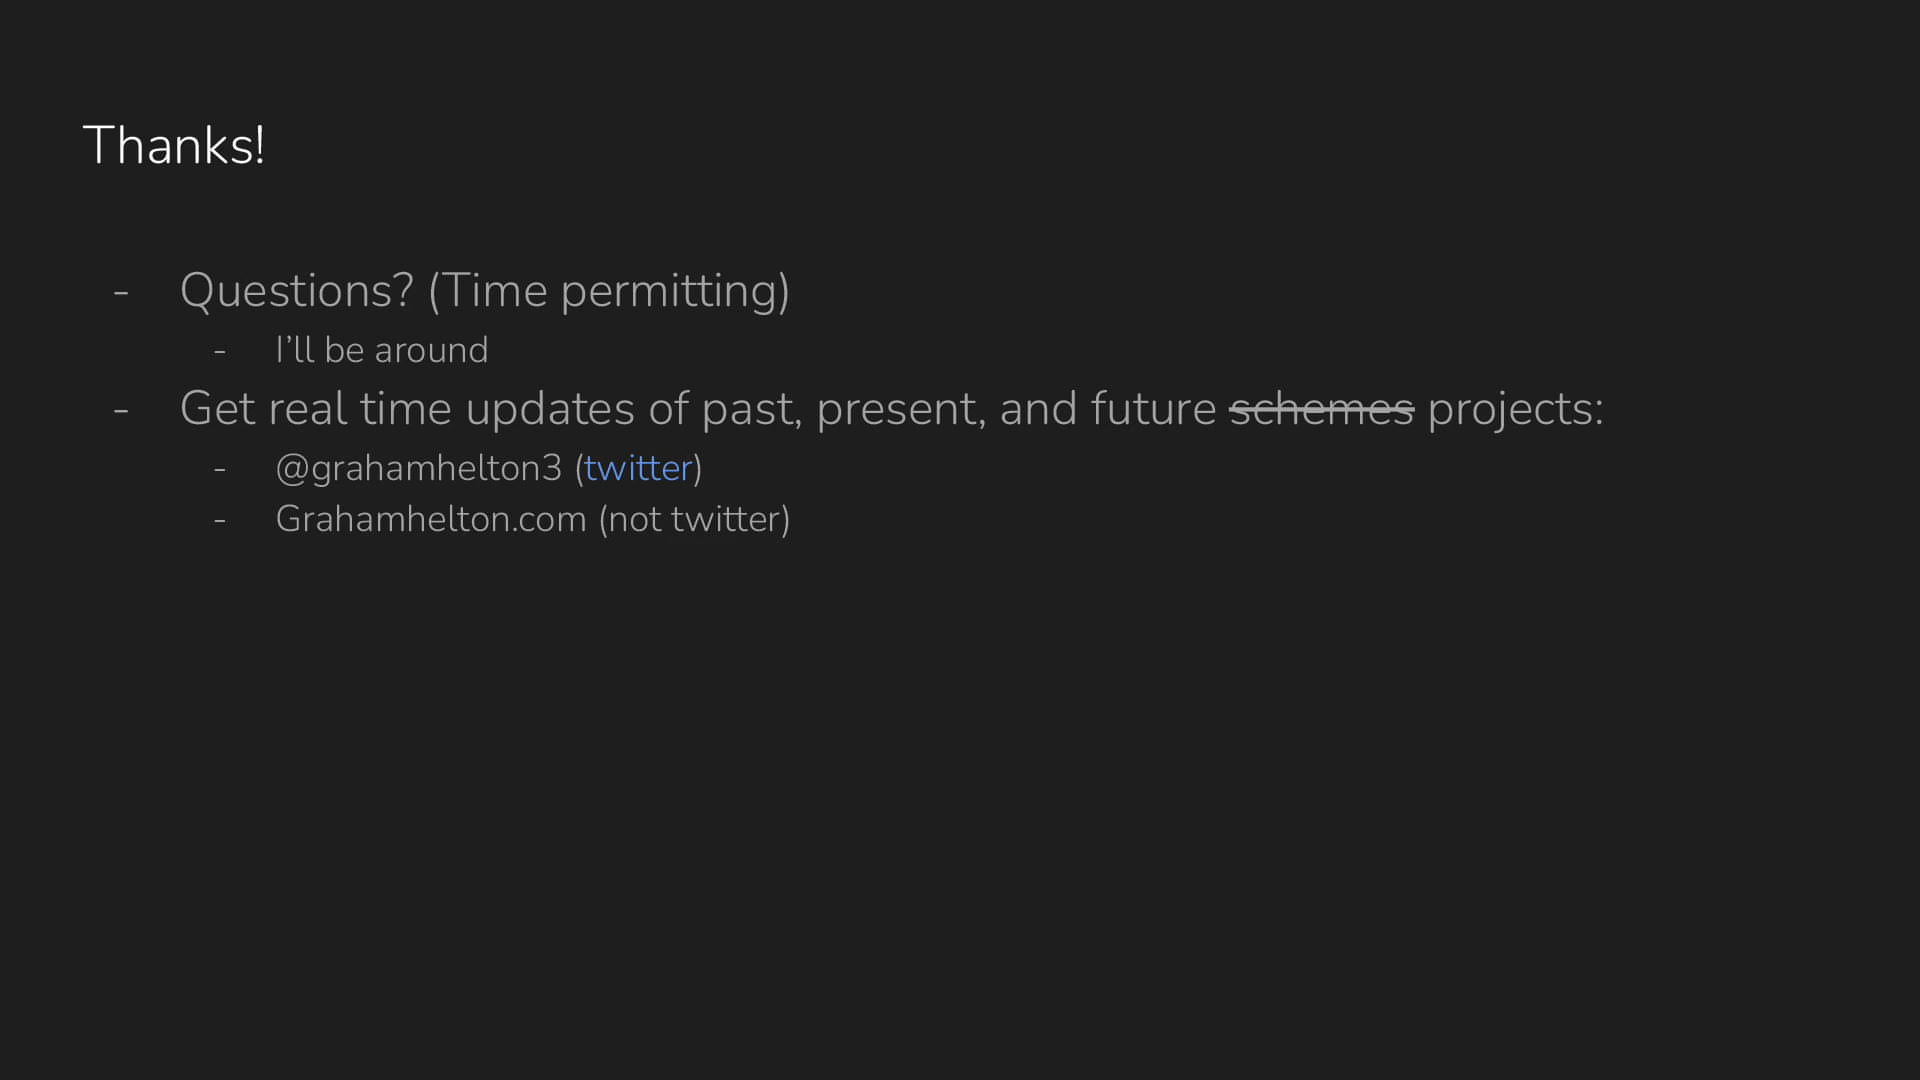 Thanks!
- Questions? (Time permitting)
- I’ll be around
- Get real time updates of past, present, and future schemes projects:
- @grahamhelton3 (twitter)
- Grahamhelton.com (not twitter)